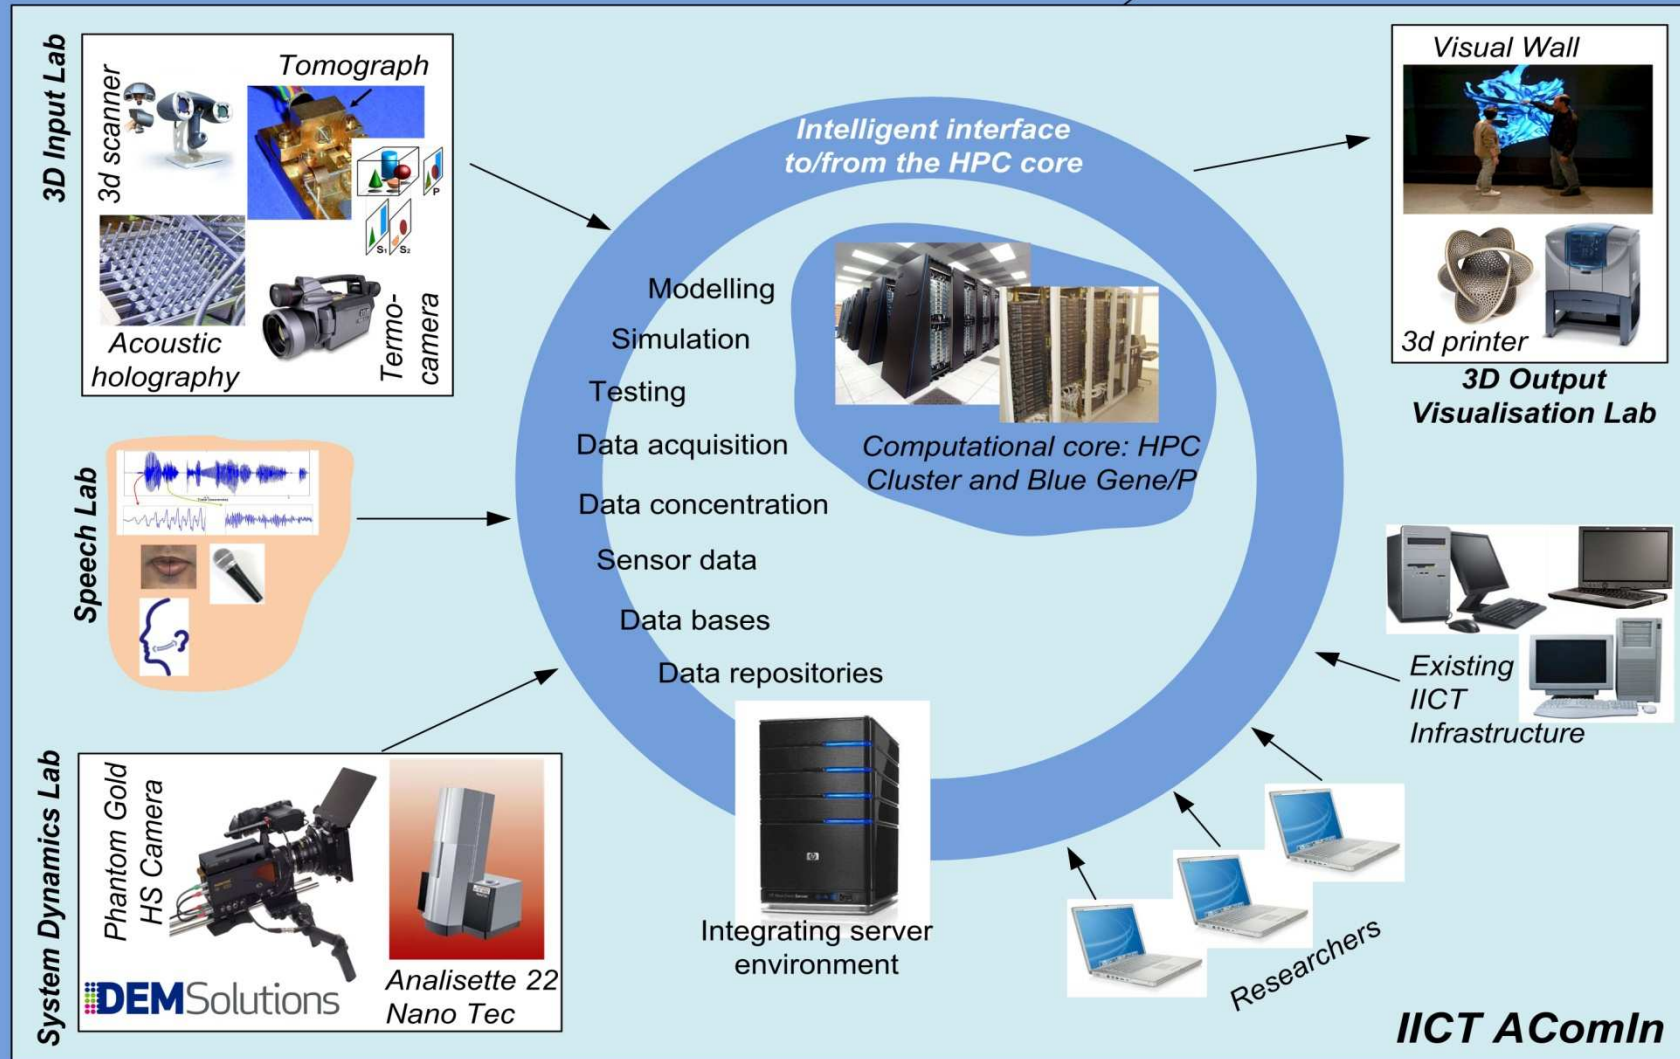 3D Input Lab
3d scanner
Tomograph
P
S1
S2
Acoustic
holography
Termo-
camera
Speech Lab
System Dynamics Lab
Phantom Gold
HS Camera
DEMSolutions
Analisette 22
Nano Tec
Intelligent interface
to/from the HPC core
Modelling
Simulation
Testing
Data acquisition
Data concentration
Sensor data
Data bases
Data repositories
Computational core: HPC
Cluster and Blue Gene/P
hp
Integrating server
environment
Visual Wall
3d printer
3D Output
Visualisation Lab
Existing
IICT
Infrastructure
Researchers
IICT AComIn